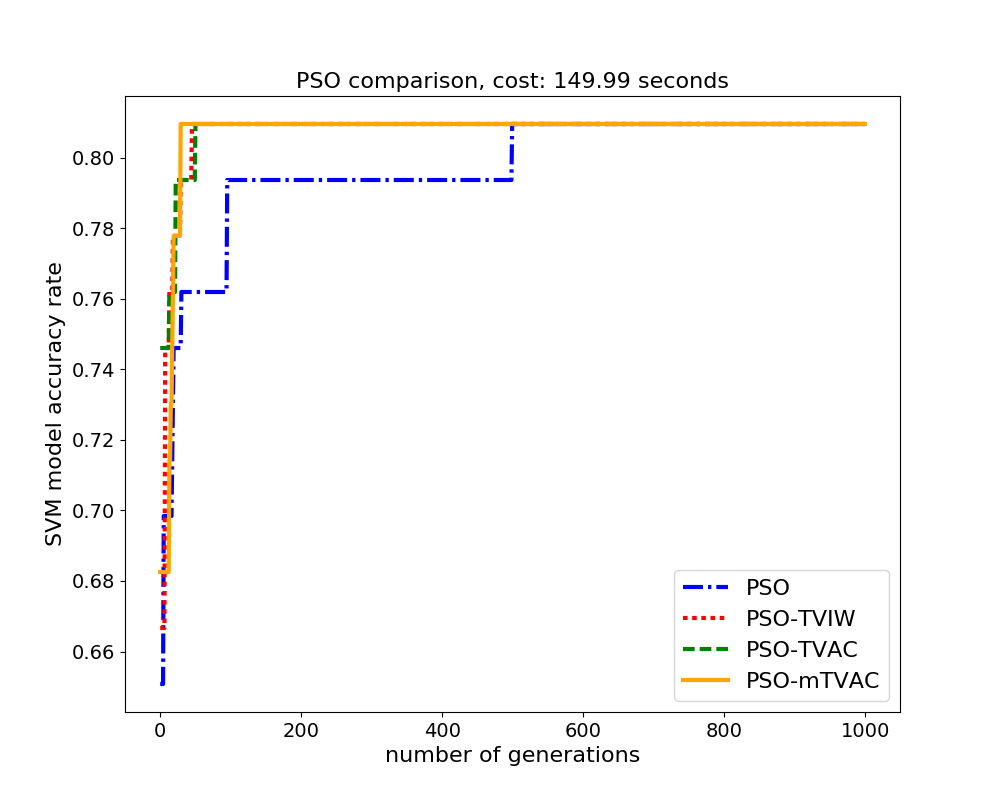 PSO comparison, cost: 149.99 seconds
SVM model accuracy rate
0.80
0.78
0.76
0.74
0.72
0.70
0.68
0.66
PSO
PSO-TVIW
PSO-TVAC
PSO-mTVAC
0 200 400 600 800 1000
number of generations